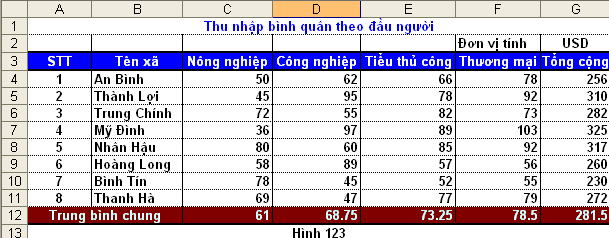 A B C D E F G
1 Thu nhập bình quân theo đầu người
2 Đơn vị tính USD
3 STT Tên xã Nông nghiệp Công nghiệp Tiểu thủ công Thương mại Tổng cộng
4 1 An Bình 50 62 66 78 256
5 2 Thành Lợi 45 95 78 92 310
6 3 Trung Chính 72 55 82 73 282
7 4 Mỹ Đình 36 97 89 103 325
8 5 Nhân Hậu 80 60 85 92 317
9 6 Hoàng Long 58 89 57 56 260
10 7 Bình Tín 78 45 52 55 230
11 8 Thanh Hà 69 47 77 79 272
12 Trung bình chung 61 68.75 73.25 78.5 281.5
13 Hình 123